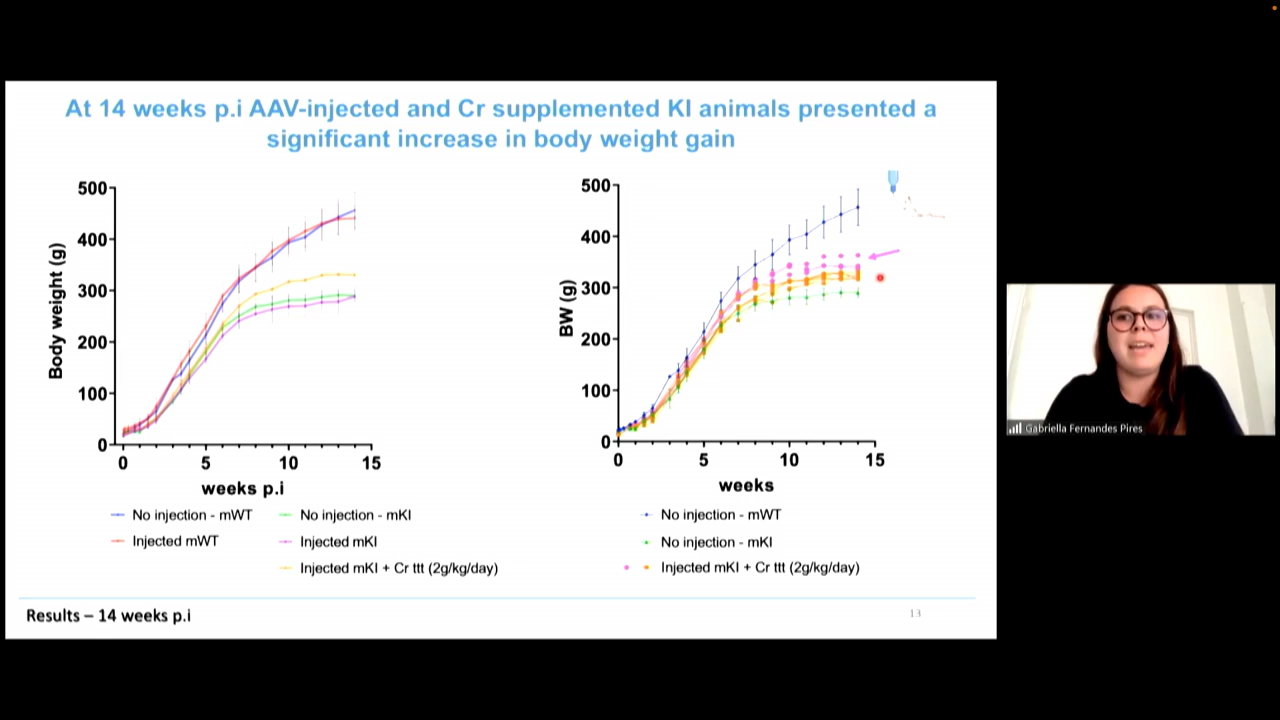 At 14 weeks p.i AAV-injected and Cr supplemented KI animals presented a
significant increase in body weight gain
500
400
300
200
100
0
Body weight (g)
0 5 10 15
weeks p.i
No injection - mWT
No injection - mKI
Injected mWT
Injected mKI
Injected mKI + Cr ttt (2g/kg/day)
500
400
300
200
100
0
BW (g)
0 5 10 15
weeks
No injection - mWT
No injection - mKI
Injected mKI + Cr ttt (2g/kg/day)
Results – 14 weeks p.i
13
Gabriella Fernandes Pires